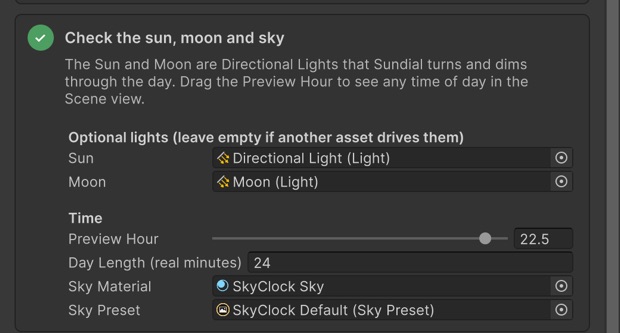 Check the sun, moon and sky
The Sun and Moon are Directional Lights that Sundial turns and dims
through the day. Drag the Preview Hour to see any time of day in the
Scene view.
Optional lights (leave empty if another asset drives them)
Sun Directional Light (Light)
Moon Moon (Light)
Time
Preview Hour 22.5
Day Length (real minutes) 24
Sky Material SkyClock Sky
Sky Preset SkyClock Default (Sky Preset)